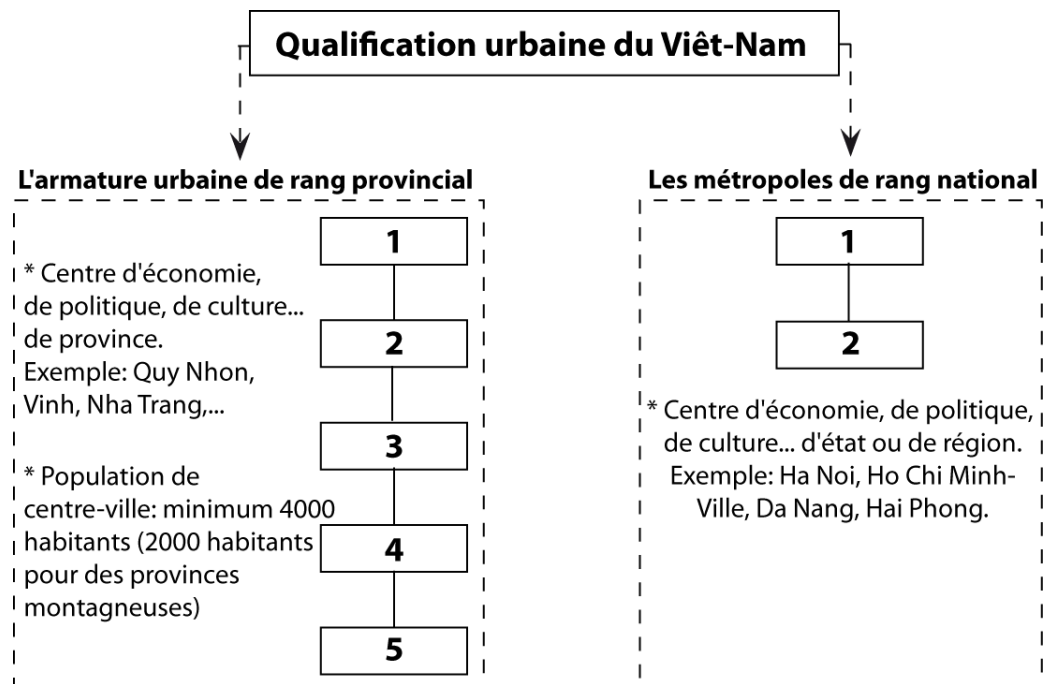 Qualification urbaine du Viêt-Nam
L'armature urbaine de rang provincial
1
* Centre d'économie,
de politique, de culture...
de province.
2
Exemple: Quy Nhon,
Vinh, Nha Trang,...
3
* Population de
centre-ville: minimum 4000
habitants (2000 habitants
4
pour des provinces
montagneuses)
5
Les métropoles de rang national
1
2
* Centre d'économie, de politique,
de culture... d'état ou de région.
Exemple: Ha Noi, Ho Chi Minh-
Ville, Da Nang, Hai Phong.